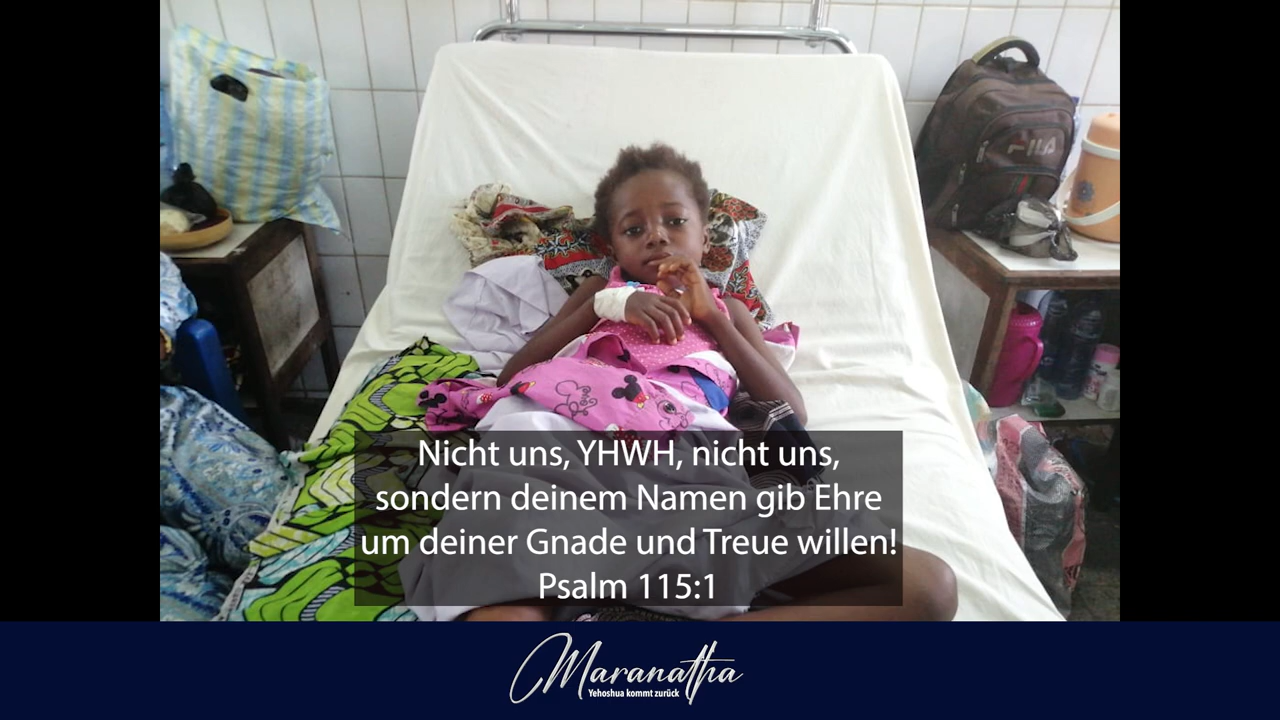 FILA
Nicht uns, YHWH, nicht uns,
sondern deinem Namen gib Ehre
um deiner Gnade und Treue willen!
Psalm 115:1
Maranatha
Yehoshua kommt zurück